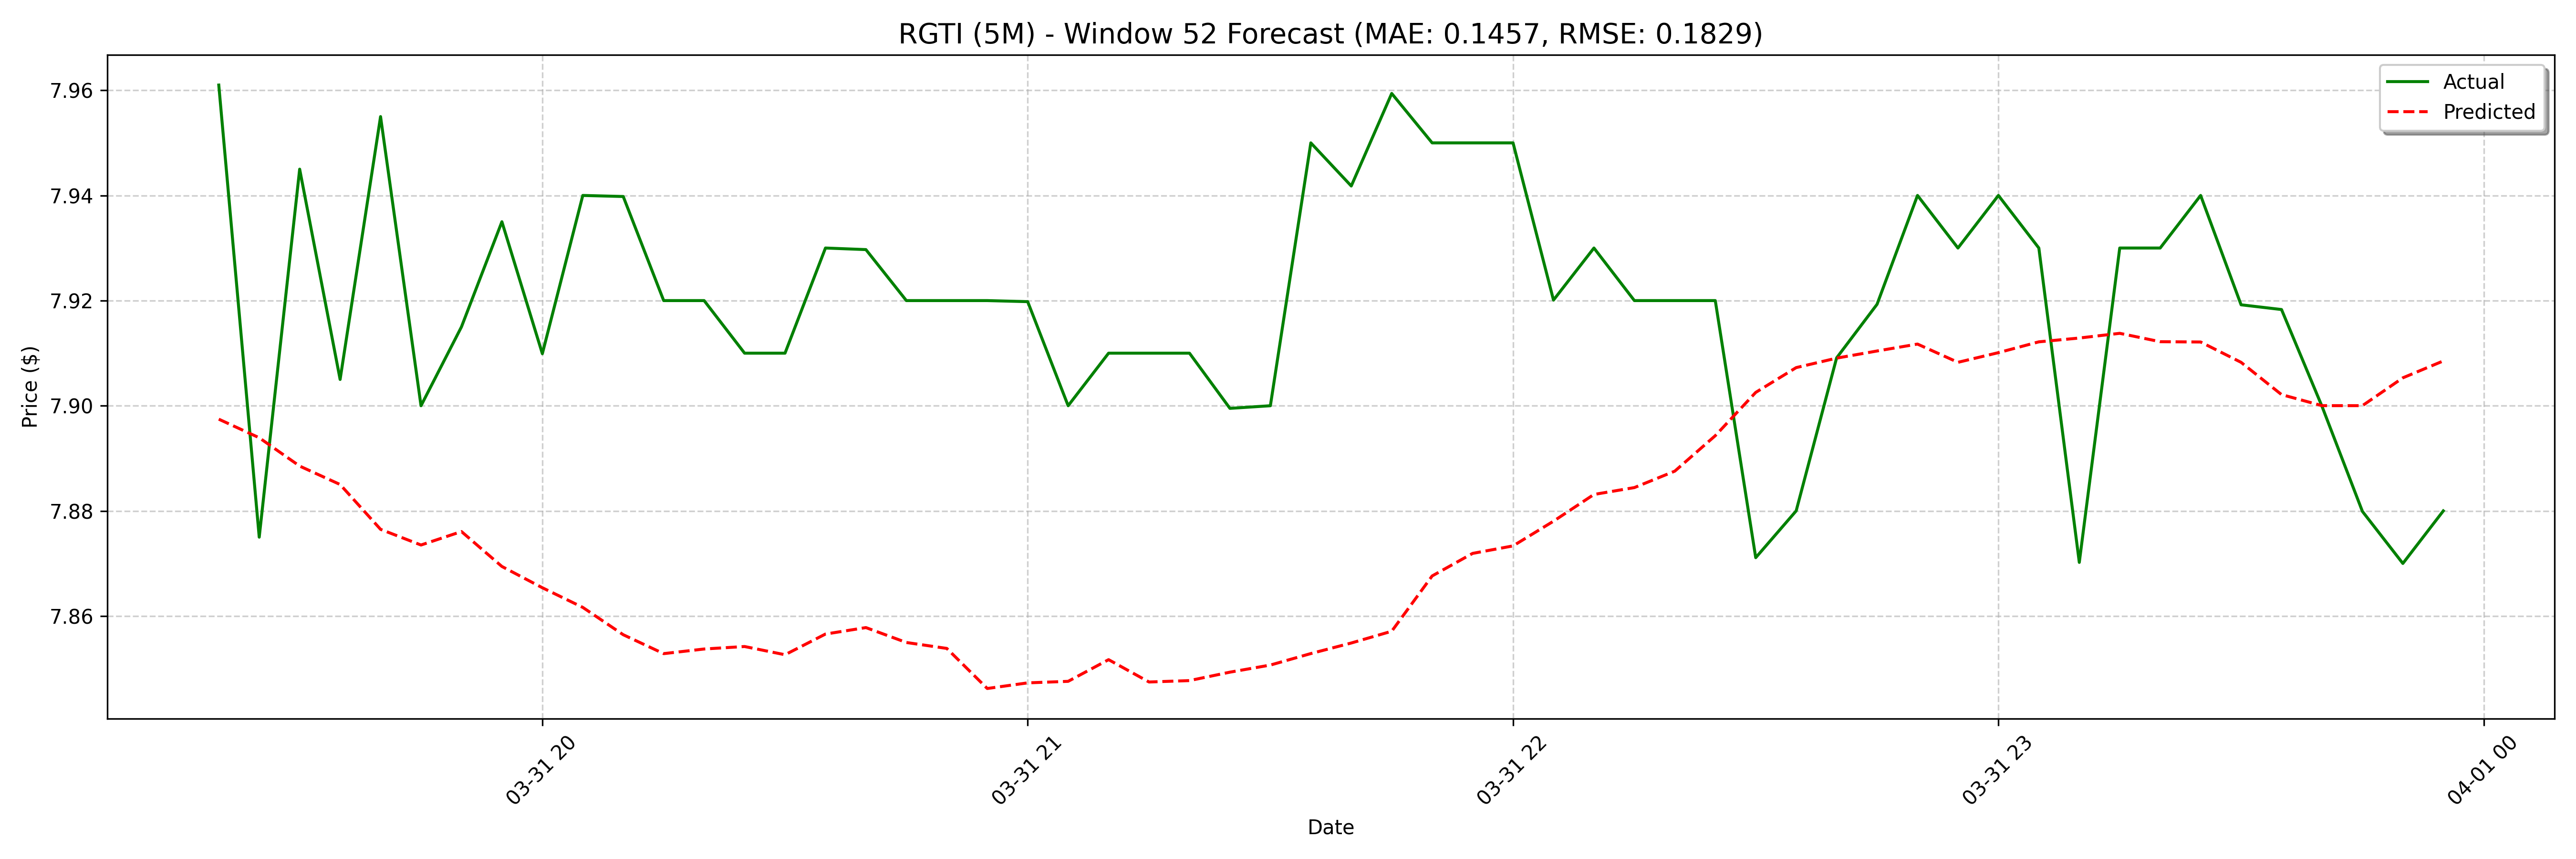 RGTI (5M) - Window 52 Forecast (MAE: 0.1457, RMSE: 0.1829)
Actual
Predicted
Price ($)
7.96
7.94
7.92
7.90
7.88
7.86
03-31 20
03-31 21
03-31 22
03-31 23
04-01 00
Date